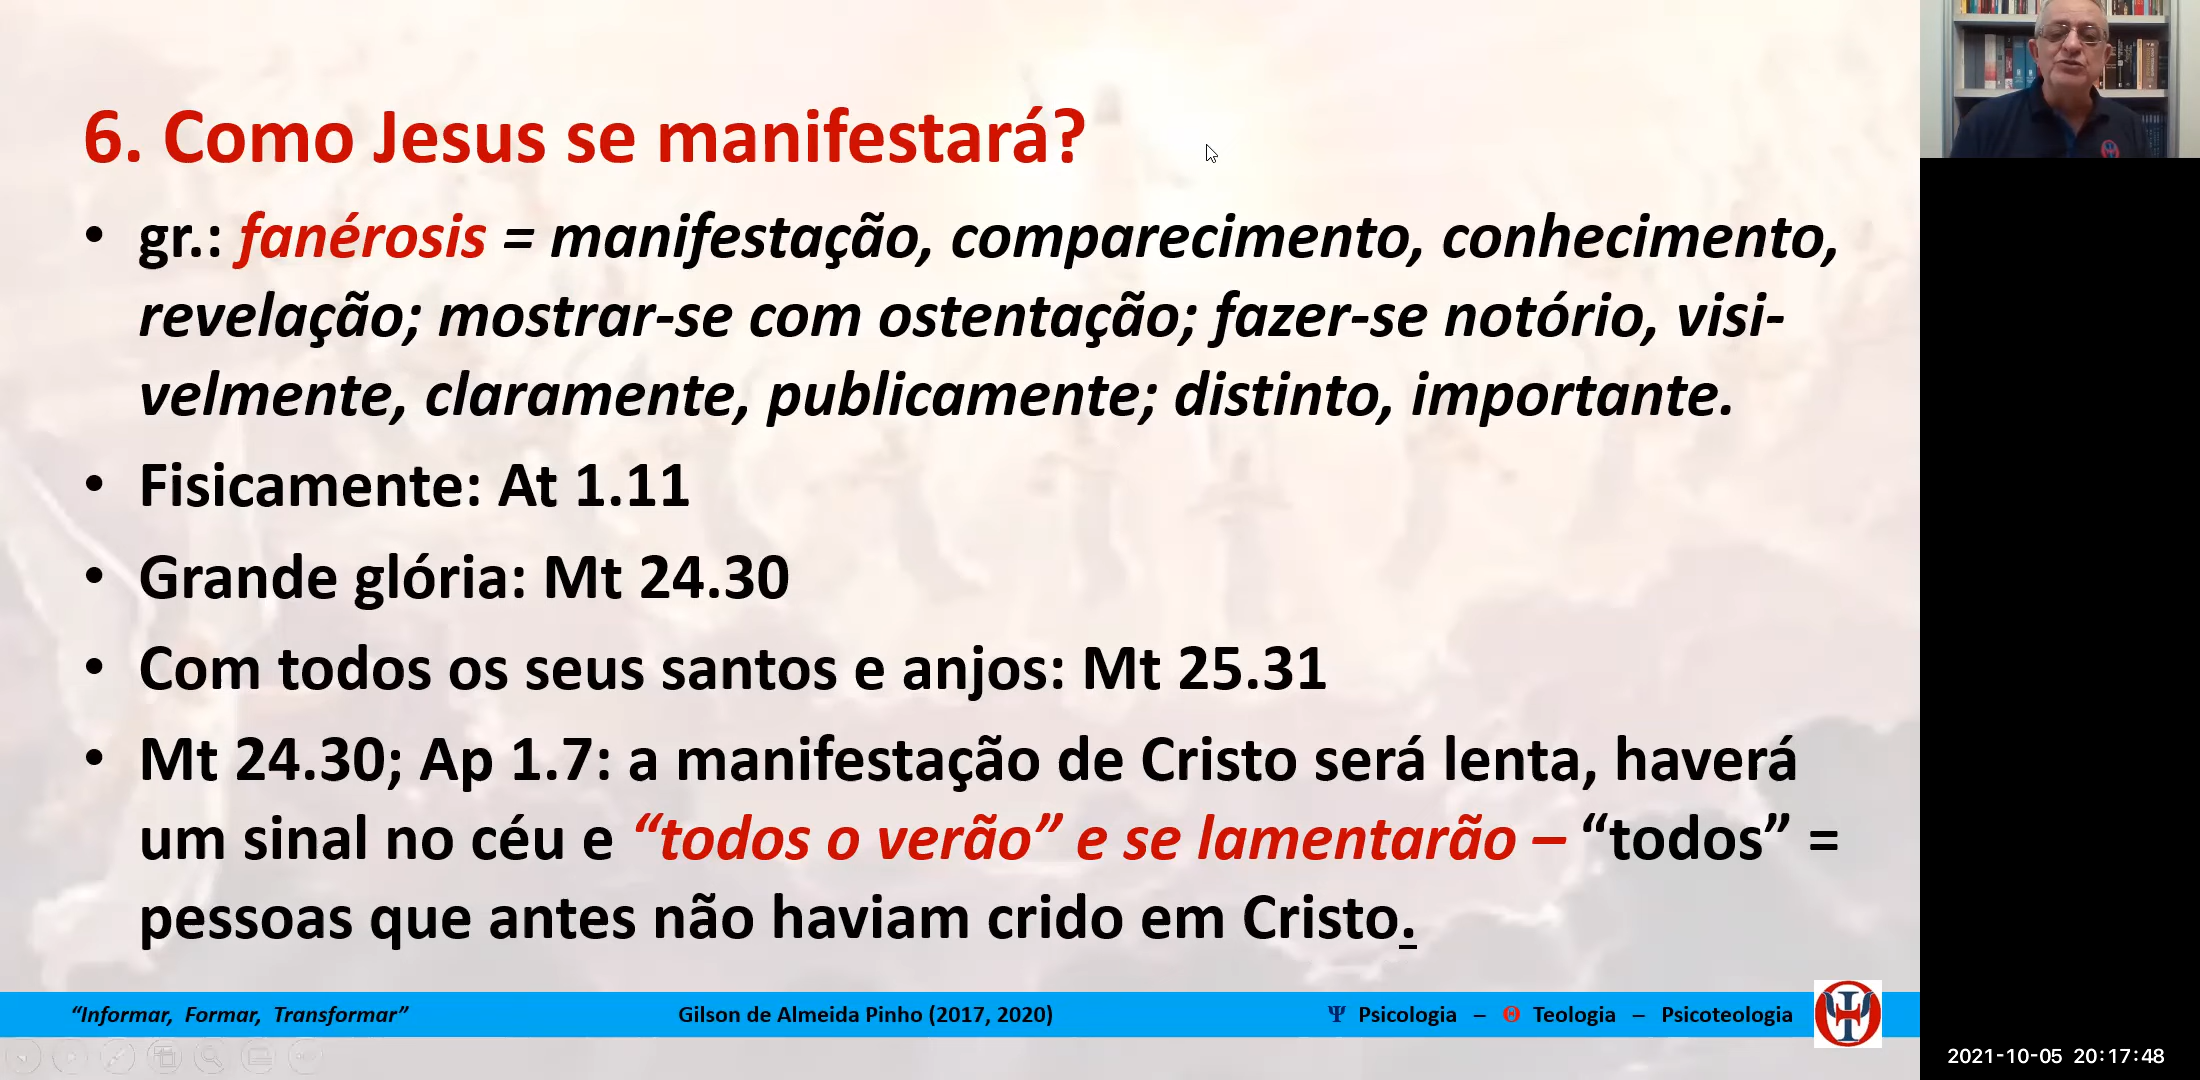 6. Como Jesus se manifestará?
• gr.: fanérosis = manifestação, comparecimento, conhecimento,
revelação; mostrar-se com ostentação; fazer-se notório, visi-
velmente, claramente, publicamente; distinto, importante.
• Fisicamente: At 1.11
• Grande glória: Mt 24.30
• Com todos os seus santos e anjos: Mt 25.31
• Mt 24.30; Ap 1.7: a manifestação de Cristo será lenta, haverá
um sinal no céu e “todos o verão” e se lamentarão – “todos” =
pessoas que antes não haviam crido em Cristo.
“Informar, Formar, Transformar”
Gilson de Almeida Pinho (2017, 2020)
Ψ Psicologia – Θ Teologia – Psicoteologia
2021-10-05 20:17:48